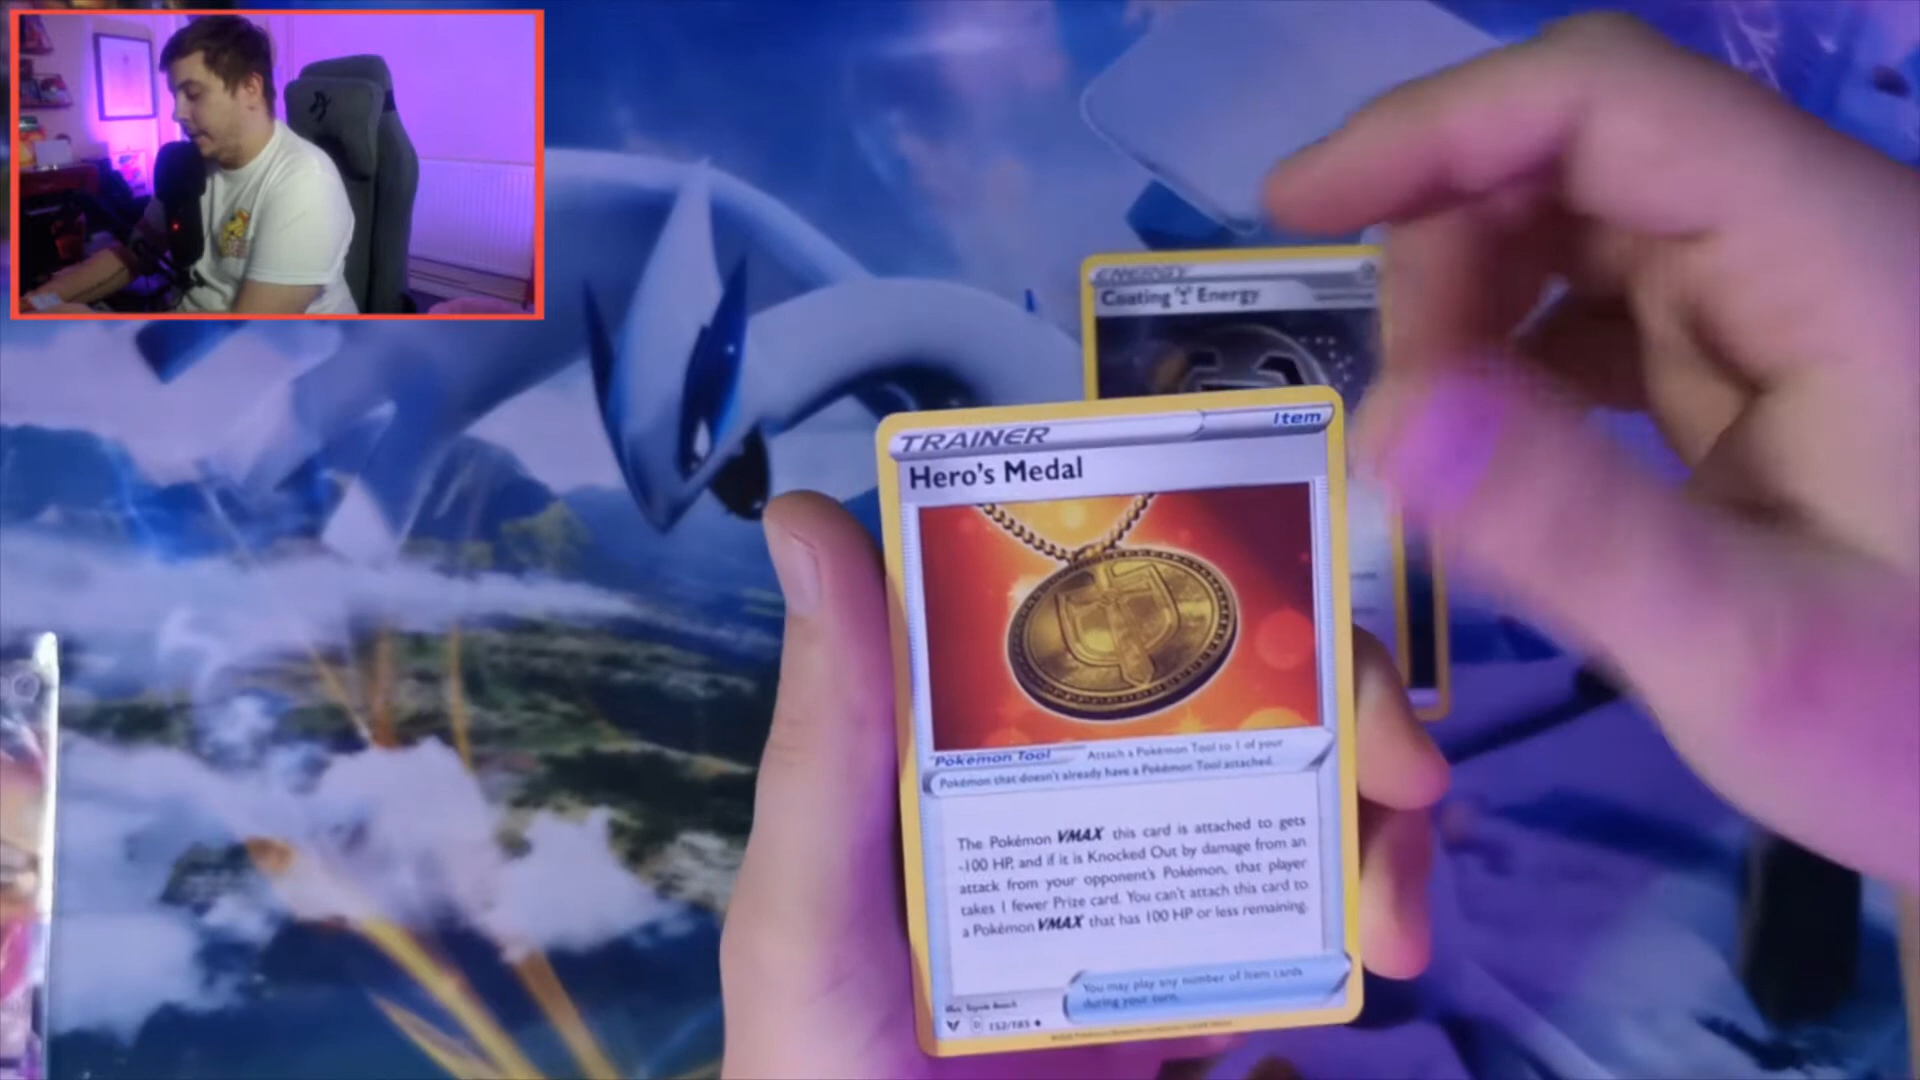 ENERGY
Coating Energy
TRAINER
Item
Hero's Medal
Pokémon Tool Attach a Pokémon Tool to 1 of your
Pokémon that doesn't already have a Pokémon Tool attached.
The Pokémon VMAX this card is attached to gets
-100 HP, and if it is Knocked Out by damage from an
attack from your opponent's Pokémon, that player
takes 1 fewer Prize card. You can't attach this card to
a Pokémon VMAX that has 100 HP or less remaining.
You may play any number of Item cards
during your turn.
D 152/185